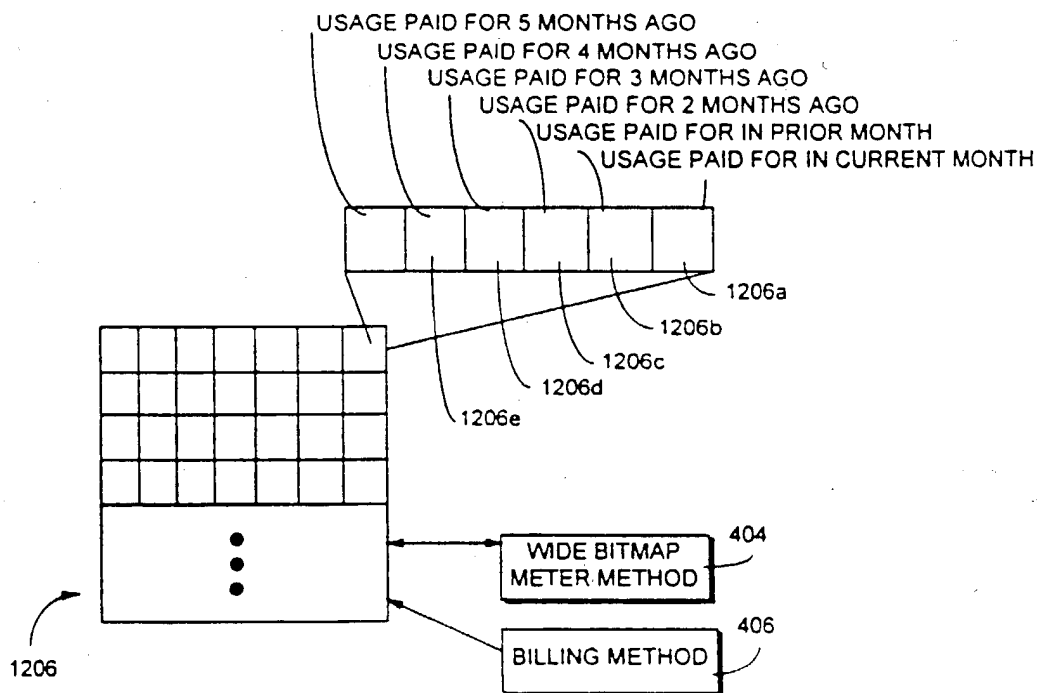 USAGE PAID FOR 5 MONTHS AGO
USAGE PAID FOR 4 MONTHS AGO
USAGE PAID FOR 3 MONTHS AGO
USAGE PAID FOR 2 MONTHS AGO
USAGE PAID FOR IN PRIOR MONTH
USAGE PAID FOR IN CURRENT MONTH
1206a
1206b
1206c
1206d
1206e
404
WIDE BITMAP
METER METHOD
406
BILLING METHOD
1206